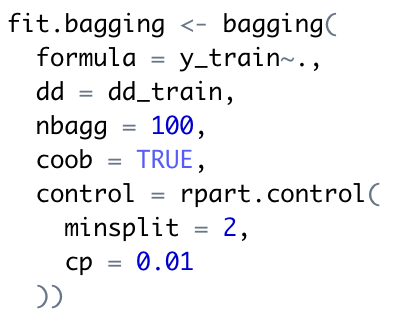 fit.bagging <- bagging(
  formula = y_train~.,
  dd = dd_train,
  nbagg = 100,
  coob = TRUE,
  control = rpart.control(
    minsplit = 2,
    cp = 0.01
  ))